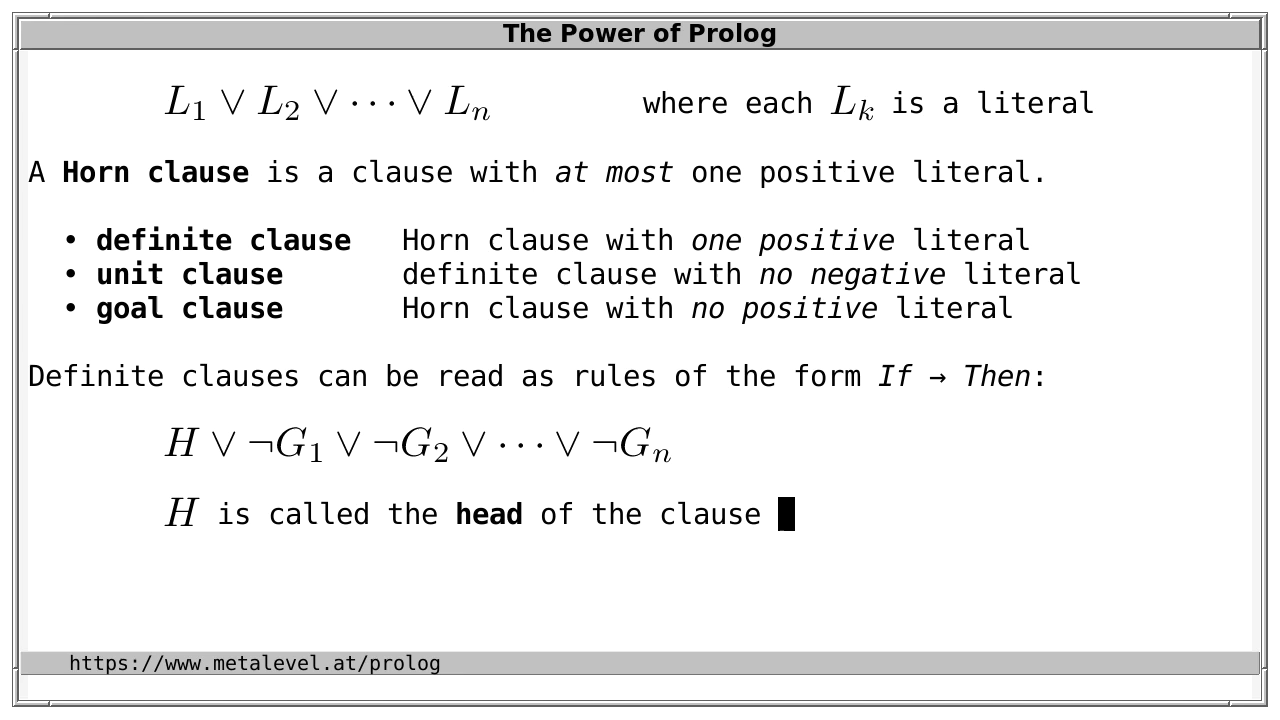 The Power of Prolog
L₁ ∨ L₂ ∨ ⋯ ∨ Lₙ where each Lₖ is a literal
A Horn clause is a clause with at most one positive literal.
• definite clause Horn clause with one positive literal
• unit clause definite clause with no negative literal
• goal clause Horn clause with no positive literal
Definite clauses can be read as rules of the form If → Then:
H ∨ ¬G₁ ∨ ¬G₂ ∨ ⋯ ∨ ¬Gₙ
H is called the head of the clause
https://www.metalevel.at/prolog